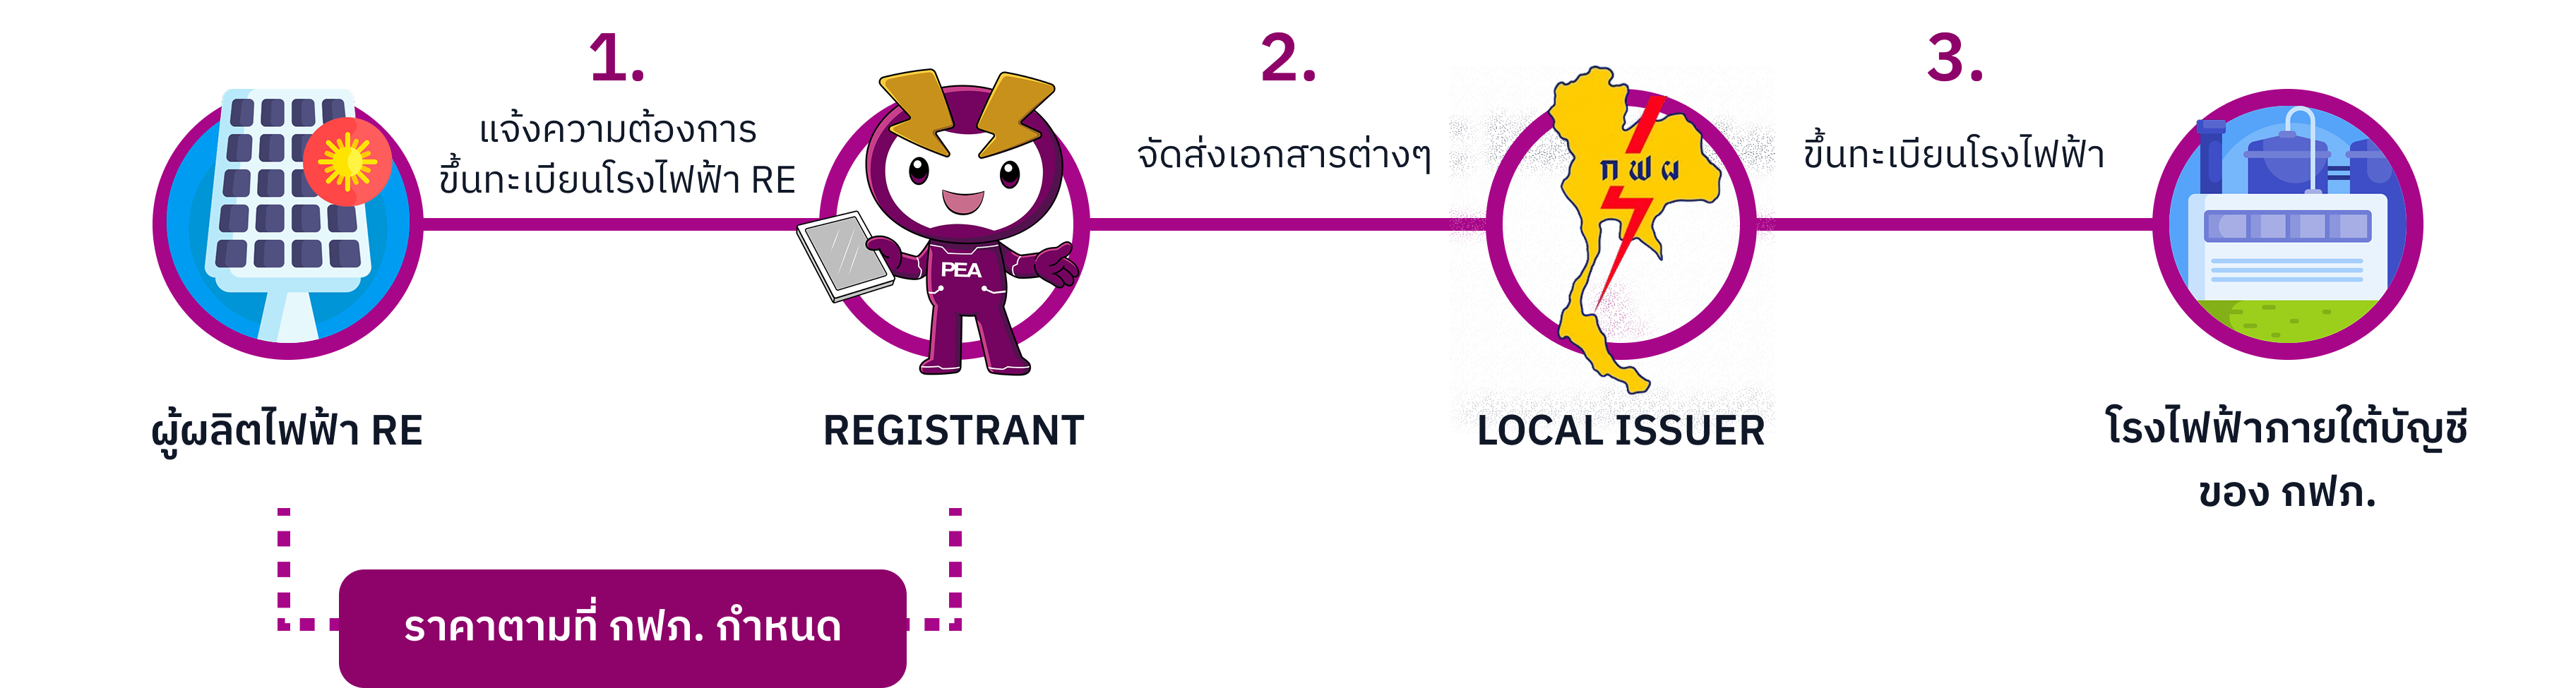 1.
แจ้งความต้องการ
ขึ้นทะเบียนโรงไฟฟ้า RE
2.
จัดส่งเอกสารต่างๆ
3.
ขึ้นทะเบียนโรงไฟฟ้า
กฟผ
PEA
ผู้ผลิตไฟฟ้า RE
REGISTRANT
LOCAL ISSUER
โรงไฟฟ้าภายใต้บัญชี
ของ กฟภ.
ราคาตามที่ กฟภ. กำหนด